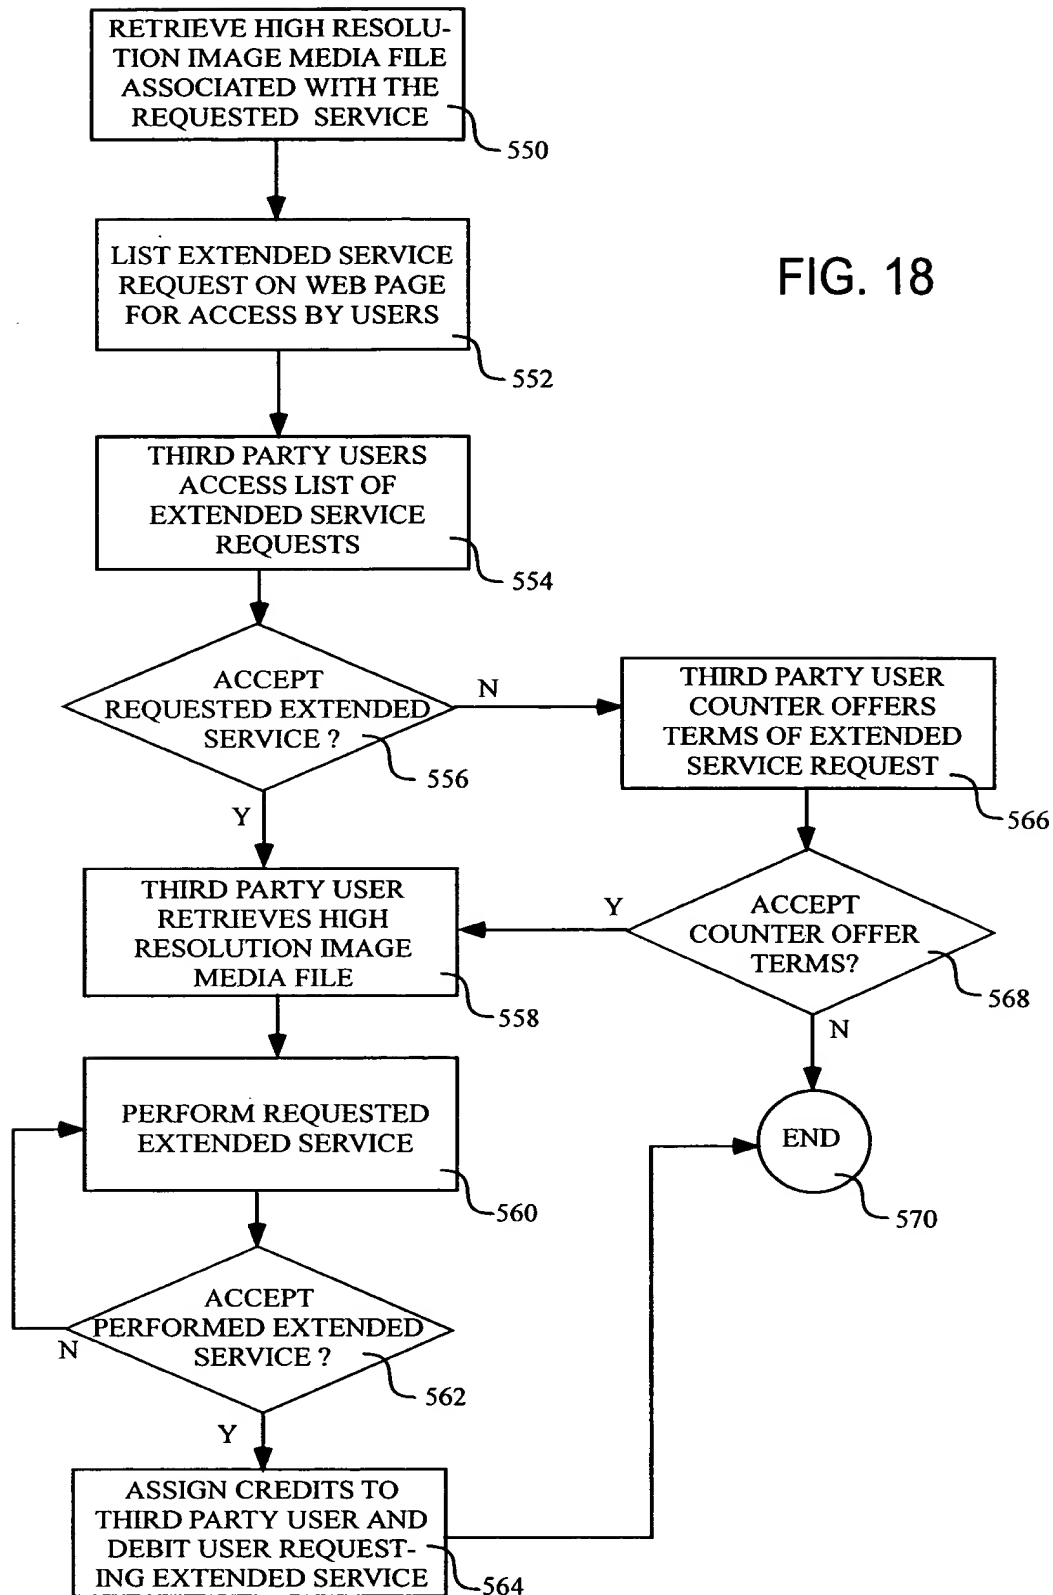 RETRIEVE HIGH RESOLU-
TION IMAGE MEDIA FILE
ASSOCIATED WITH THE
REQUESTED SERVICE
550
LIST EXTENDED SERVICE
REQUEST ON WEB PAGE
FOR ACCESS BY USERS
552
FIG. 18
THIRD PARTY USERS
ACCESS LIST OF
EXTENDED SERVICE
REQUESTS
554
ACCEPT
REQUESTED EXTENDED
SERVICE ?
556
N
Y
THIRD PARTY USER
COUNTER OFFERS
TERMS OF EXTENDED
SERVICE REQUEST
566
THIRD PARTY USER
RETRIEVES HIGH
RESOLUTION IMAGE
MEDIA FILE
558
Y
ACCEPT
COUNTER OFFER
TERMS?
568
N
PERFORM REQUESTED
EXTENDED SERVICE
560
END
570
ACCEPT
PERFORMED EXTENDED
SERVICE ?
562
N
Y
ASSIGN CREDITS TO
THIRD PARTY USER AND
DEBIT USER REQUEST-
ING EXTENDED SERVICE
564